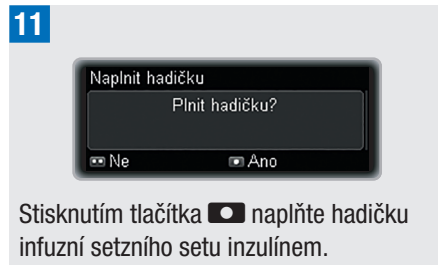 11
Naplnit hadičku
Plnit hadičku?
Ne Ano
Stisknutím tlačítka naplňte hadičku
infuzní setzního setu inzulínem.